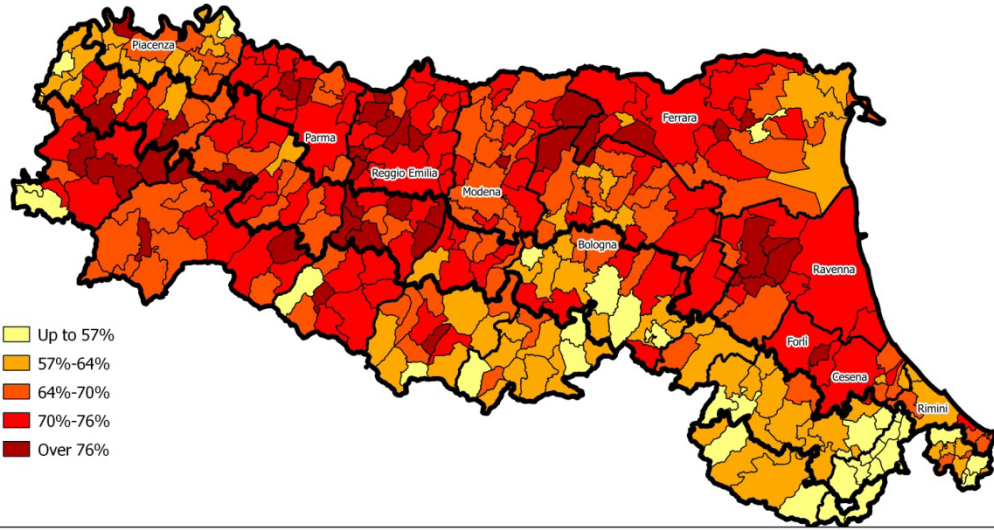 Piacenza
Parma
Ferrara
Reggio Emilia
Modena
Bologna
Ravenna
Forlì
Cesena
Rimini
Up to 57%
57%-64%
64%-70%
70%-76%
Over 76%